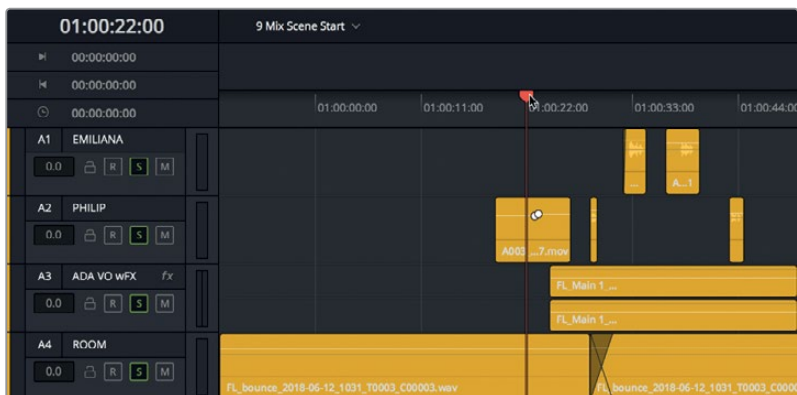 01:00:22:00
9 Mix Scene Start
00:00:00:00
00:00:00:00
00:00:00:00
01:00:00:00 01:00:11:00 01:00:22:00 01:00:33:00 01:00:44:00
A1 EMILIANA
0.0 R S M
... A...1
A2 PHILIP
0.0 R S M
A003_...7.mov
A3 ADA VO wFX fx
0.0 R S M
FL_Main 1_...
FL_Main 1_...
A4 ROOM
0.0 R S M
FL_bounce_2018-06-12_1031_T0003_C00003.wav
FL_bounce_2018-06-12_1031_T0003_C0000